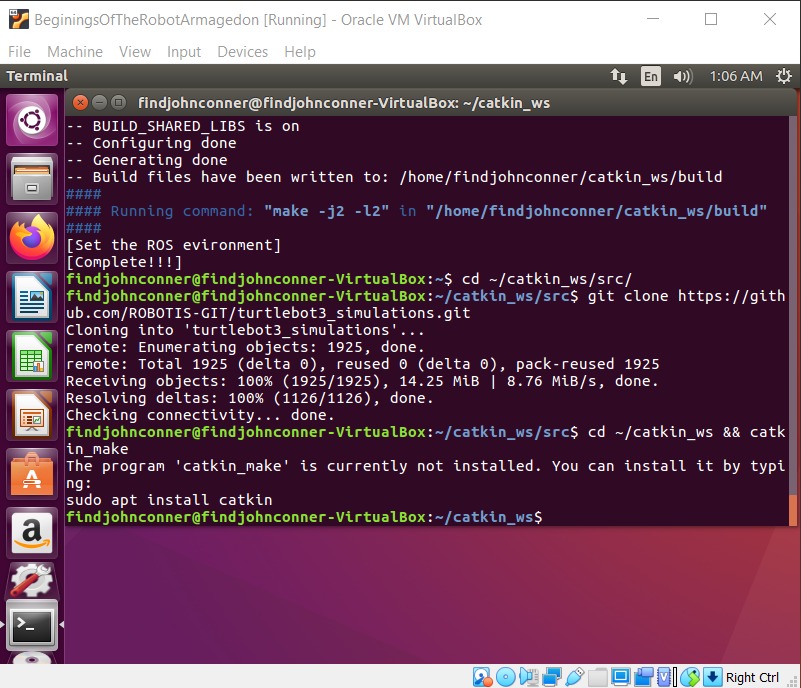 BeginingsOfTheRobotArmagedon [Running] - Oracle VM VirtualBox
File Machine View Input Devices Help
Terminal En 1:06 AM
findjohnconner@findjohnconner-VirtualBox: ~/catkin_ws
-- BUILD_SHARED_LIBS is on
-- Configuring done
-- Generating done
-- Build files have been written to: /home/findjohnconner/catkin_ws/build
####
#### Running command: "make -j2 -l2" in "/home/findjohnconner/catkin_ws/build"
####
[Set the ROS evironment]
[Complete!!!]
findjohnconner@findjohnconner-VirtualBox:~$ cd ~/catkin_ws/src/
findjohnconner@findjohnconner-VirtualBox:~/catkin_ws/src$ git clone https://gith
ub.com/ROBOTIS-GIT/turtlebot3_simulations.git
Cloning into 'turtlebot3_simulations'...
remote: Enumerating objects: 1925, done.
remote: Total 1925 (delta 0), reused 0 (delta 0), pack-reused 1925
Receiving objects: 100% (1925/1925), 14.25 MiB | 8.76 MiB/s, done.
Resolving deltas: 100% (1126/1126), done.
Checking connectivity... done.
findjohnconner@findjohnconner-VirtualBox:~/catkin_ws/src$ cd ~/catkin_ws && catk
in_make
The program 'catkin_make' is currently not installed. You can install it by typi
ng:
sudo apt install catkin
findjohnconner@findjohnconner-VirtualBox:~/catkin_ws$
Right Ctrl